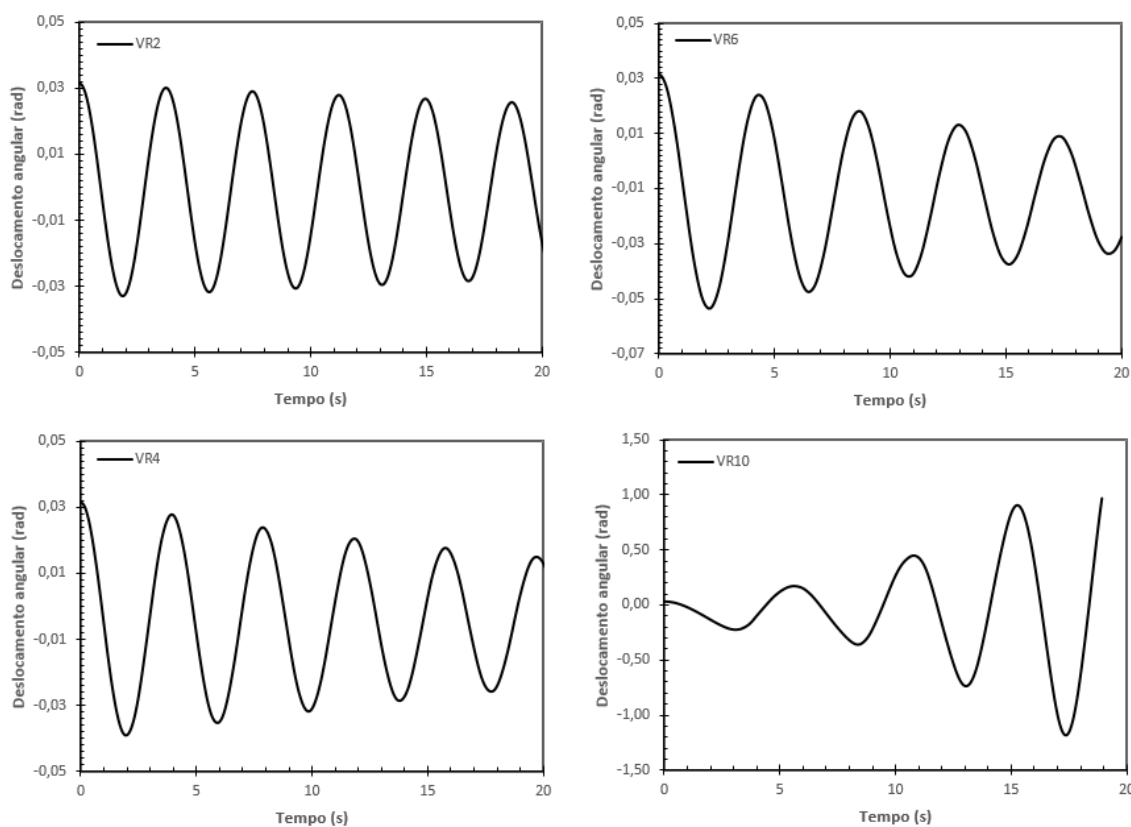 VR2
Deslocamento angular (rad)
0,05
0,03
0,01
-0,01
-0,03
-0,05
0 5 10 15 20
Tempo (s)
VR6
Deslocamento angular (rad)
0,05
0,03
0,01
-0,01
-0,03
-0,05
-0,07
0 5 10 15 20
Tempo (s)
VR4
Deslocamento angular (rad)
0,05
0,03
0,01
-0,01
-0,03
-0,05
0 5 10 15 20
Tempo (s)
VR10
Deslocamento angular (rad)
1,50
1,00
0,50
0,00
-0,50
-1,00
-1,50
0 5 10 15 20
Tempo (s)